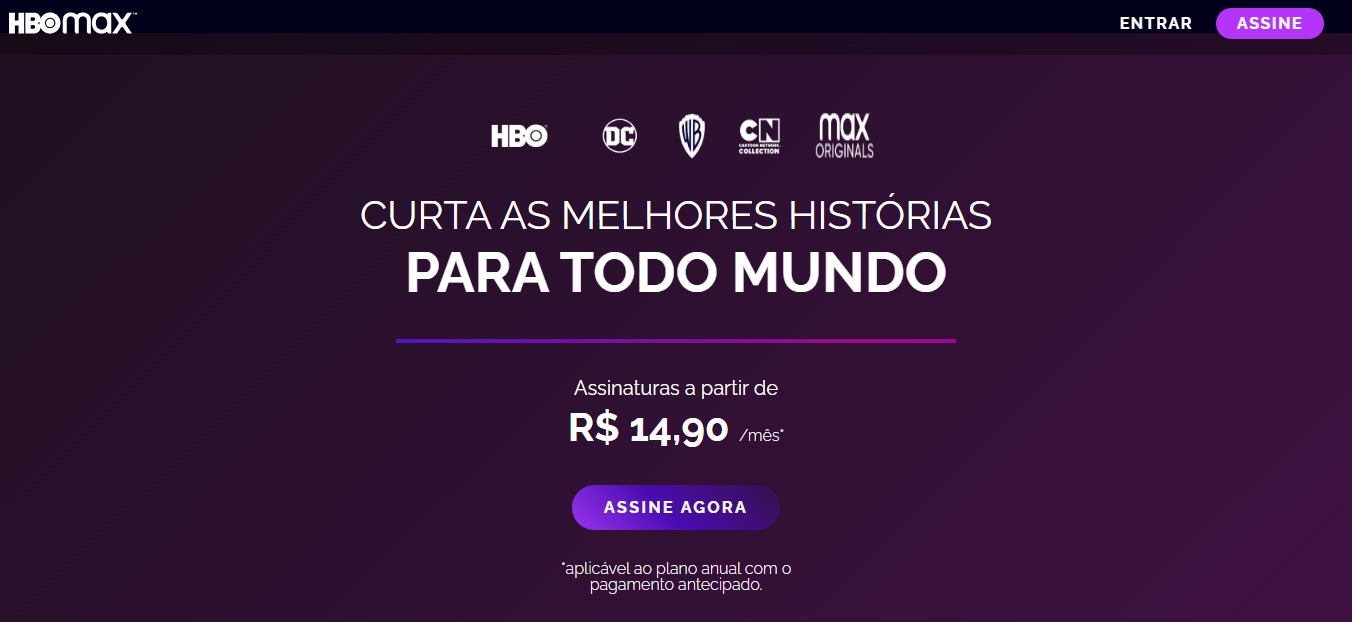 HBOmax™ ENTRAR ASSINE
HBO DC WB CN CARTOON NETWORK COLLECTION max ORIGINALS
CURTA AS MELHORES HISTÓRIAS
PARA TODO MUNDO
Assinaturas a partir de
R$ 14,90 /mês*
ASSINE AGORA
*aplicável ao plano anual com o
pagamento antecipado.